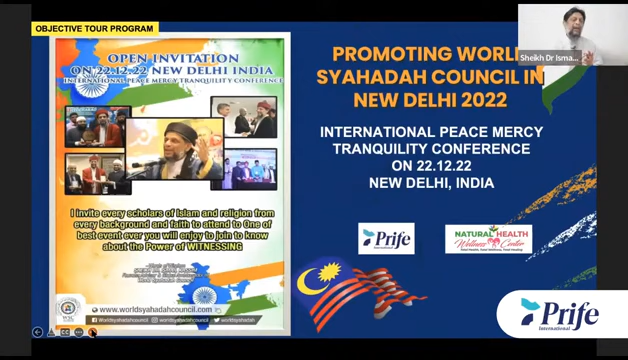 OBJECTIVE TOUR PROGRAM
OPEN INVITATION
ON 22.12.22 NEW DELHI INDIA
INTERNATIONAL PEACE MERCY TRANQUILITY CONFERENCE
I invite every scholars of Islam and religion from
every background and faith to attend to One of
best event ever you will enjoy to join to know
about the Power of WITNESSING
www.worldsyahadahcouncil.com
Worldsyahadahcouncil
worldsyahadahcouncil
worldsyahadah
PROMOTING WORLD
SYAHADAH COUNCIL IN
NEW DELHI 2022
INTERNATIONAL PEACE MERCY
TRANQUILITY CONFERENCE
ON 22.12.22
NEW DELHI, INDIA
Prife
NATURAL HEALTH
Wellness Center
Sheikh Dr Isma...
Prife
International